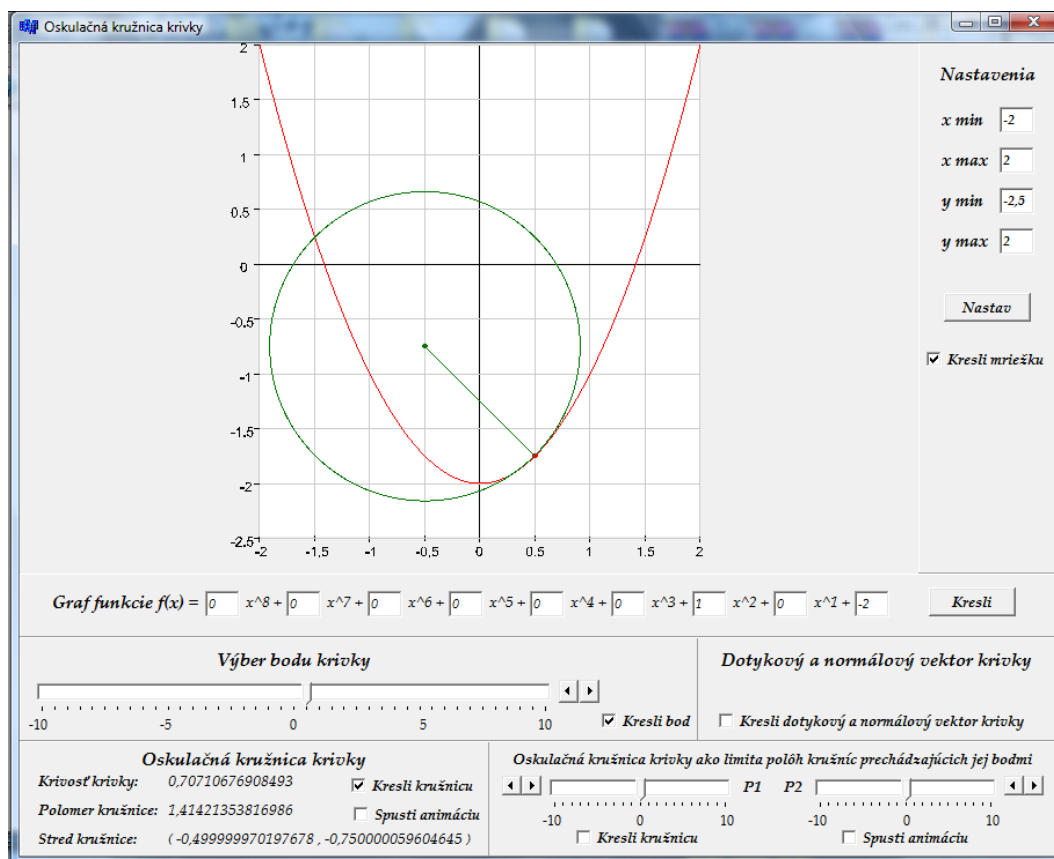 Oskulačná kružnica krivky
2
1.5
1
0.5
0
-0.5
-1
-1.5
-2
-2.5
-2 -1,5 -1 -0,5 0 0.5 1 1.5 2
Nastavenia
x min -2
x max 2
y min -2,5
y max 2
Nastav
Kresli mriežku
Graf funkcie f(x) = 0 x^8 + 0 x^7 + 0 x^6 + 0 x^5 + 0 x^4 + 0 x^3 + 1 x^2 + 0 x^1 + -2 Kresli
Výber bodu krivky
-10 -5 0 5 10
Kresli bod
Dotykový a normálový vektor krivky
Kresli dotykový a normálový vektor krivky
Oskulačná kružnica krivky
Krivosť krivky: 0,70710676908493 Kresli kružnicu
Polomer kružnice: 1,41421353816986 Spusti animáciu
Stred kružnice: ( -0,499999970197678 , -0,750000059604645 )
Oskulačná kružnica krivky ako limita polôh kružníc prechádzajúcich jej bodmi
P1 P2
-10 0 10 -10 0 10
Kresli kružnicu Spusti animáciu